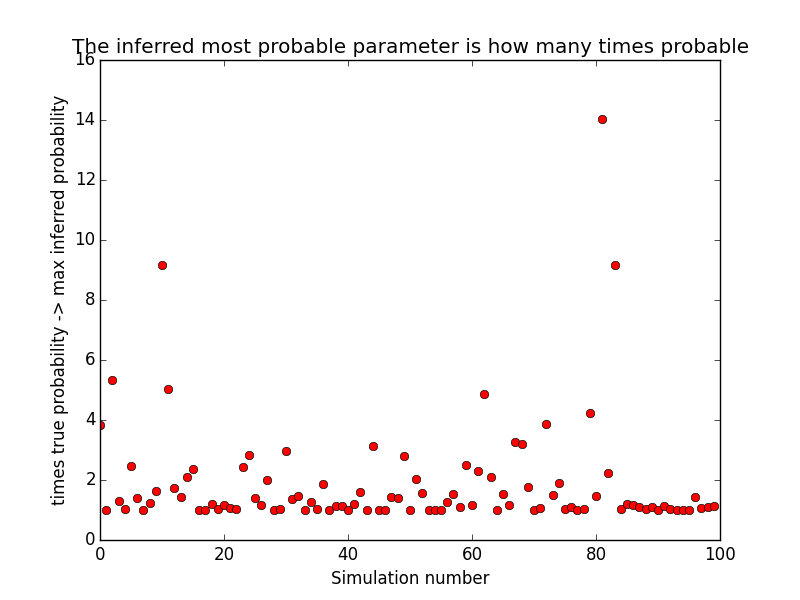 The inferred most probable parameter is how many times probable
times true probability -> max inferred probability
16
14
12
10
8
6
4
2
0
0 20 40 60 80 100
Simulation number